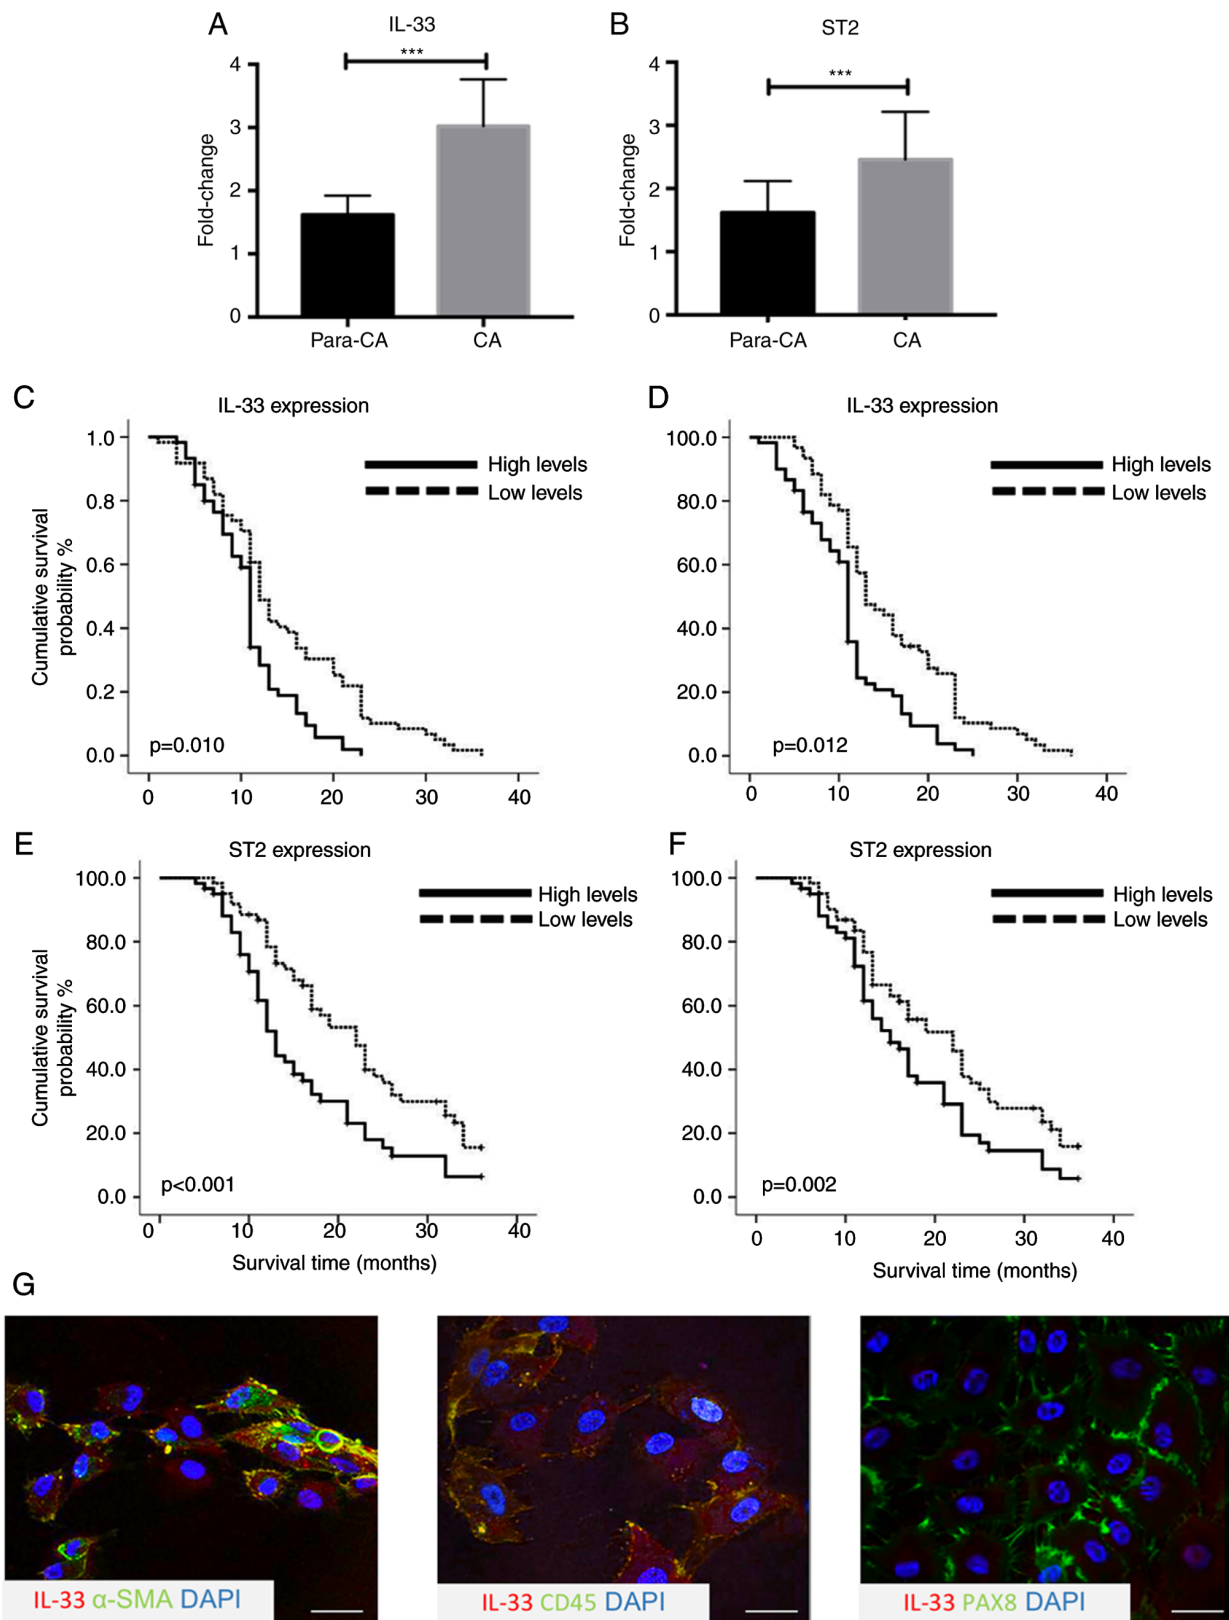 A
IL-33
***
Fold-change
4
3
2
1
0
Para-CA
CA
B
ST2
***
Fold-change
4
3
2
1
0
Para-CA
CA
C
IL-33 expression
High levels
Low levels
Cumulative survival
probability %
1.0
0.8
0.6
0.4
0.2
0.0
p=0.010
0
10
20
30
40
D
IL-33 expression
High levels
Low levels
100.0
80.0
60.0
40.0
20.0
0.0
p=0.012
0
10
20
30
40
E
ST2 expression
High levels
Low levels
Cumulative survival
probability %
100.0
80.0
60.0
40.0
20.0
0.0
p<0.001
0
10
20
30
40
Survival time (months)
F
ST2 expression
High levels
Low levels
100.0
80.0
60.0
40.0
20.0
0.0
p=0.002
0
10
20
30
40
Survival time (months)
G
IL-33 α-SMA DAPI
IL-33 CD45 DAPI
IL-33 PAX8 DAPI